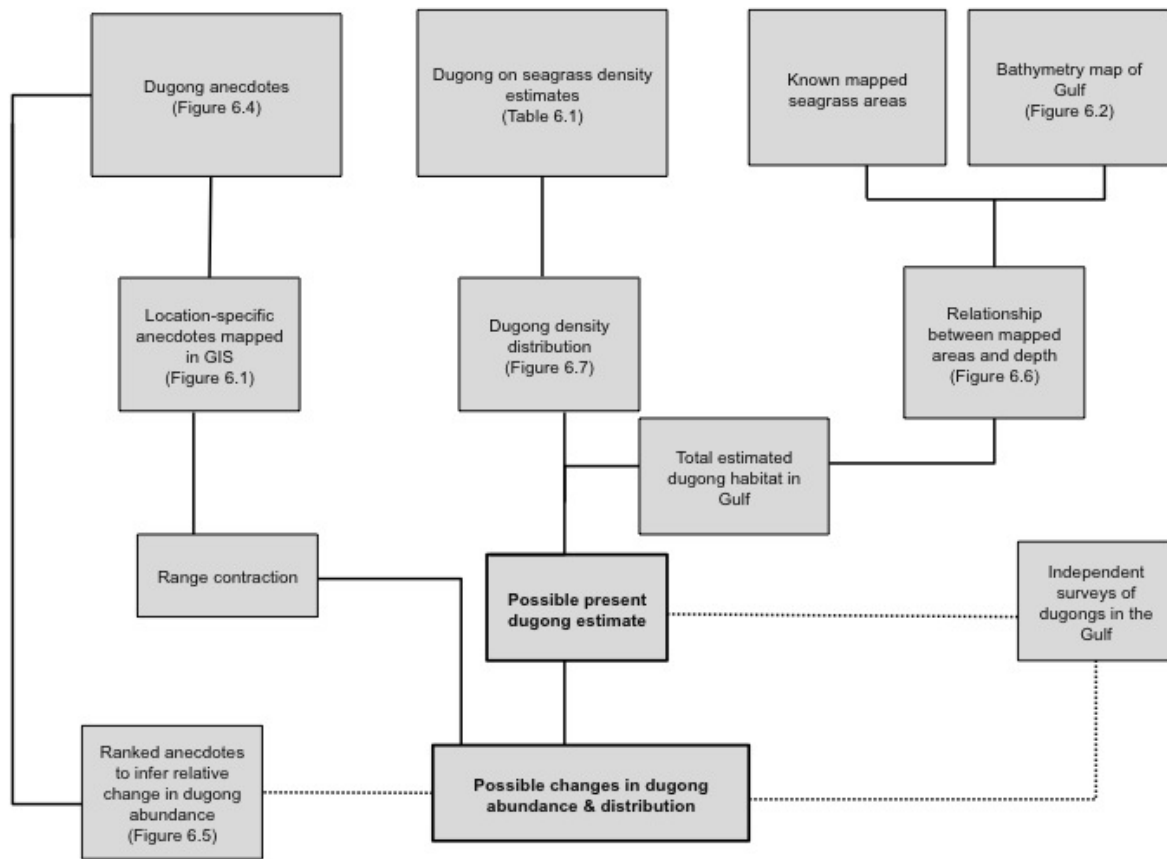 Dugong anecdotes
(Figure 6.4)
Dugong on seagrass density
estimates
(Table 6.1)
Known mapped
seagrass areas
Bathymetry map of
Gulf
(Figure 6.2)
Location-specific
anecdotes mapped
in GIS
(Figure 6.1)
Dugong density
distribution
(Figure 6.7)
Relationship
between mapped
areas and depth
(Figure 6.6)
Total estimated
dugong habitat in
Gulf
Range contraction
Possible present
dugong estimate
Independent
surveys of
dugongs in the
Gulf
Ranked anecdotes
to infer relative
change in dugong
abundance
(Figure 6.5)
Possible changes in dugong
abundance & distribution